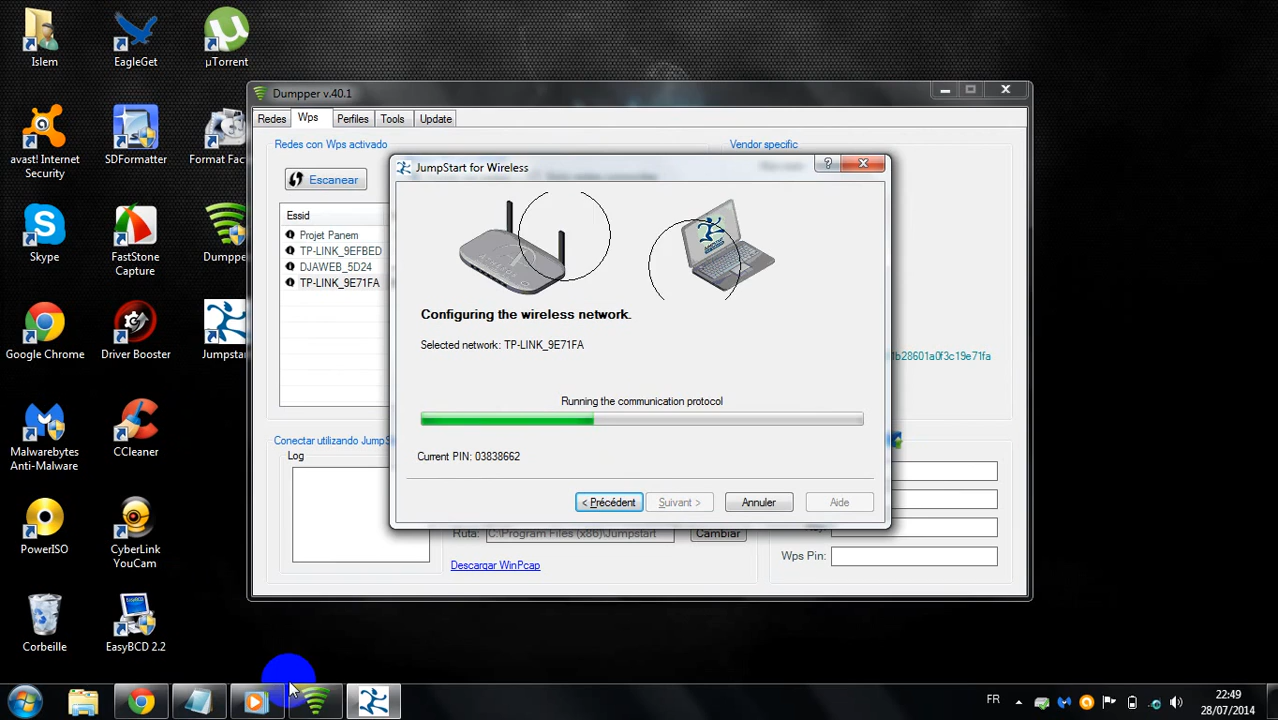 Islem
EagleGet
µTorrent
avast! Internet
Security
SDFormatter
Format Fac
Skype
FastStone
Capture
Dumppe
Google Chrome
Driver Booster
Jumpsta
Malwarebytes
Anti-Malware
CCleaner
PowerISO
CyberLink
YouCam
Corbeille
EasyBCD 2.2
Dumpper v.40.1
Redes
Wps
Perfiles
Tools
Update
Redes con Wps activado
Vendor specific
Escanear
Essid
Projet Panem
TP-LINK_9EFBED
DJAWEB_5D24
TP-LINK_9E71FA
1b28601a0f3c19e71fa
Conectar utilizando JumpS
Log
Ruta:
C:\Program Files (x86)\Jumpstart
Cambiar
Descargar WinPcap
Wps Pin:
JumpStart for Wireless
Configuring the wireless network.
Selected network: TP-LINK_9E71FA
Running the communication protocol
Current PIN: 03838662
< Précédent
Suivant >
Annuler
Aide
FR
22:49
28/07/2014